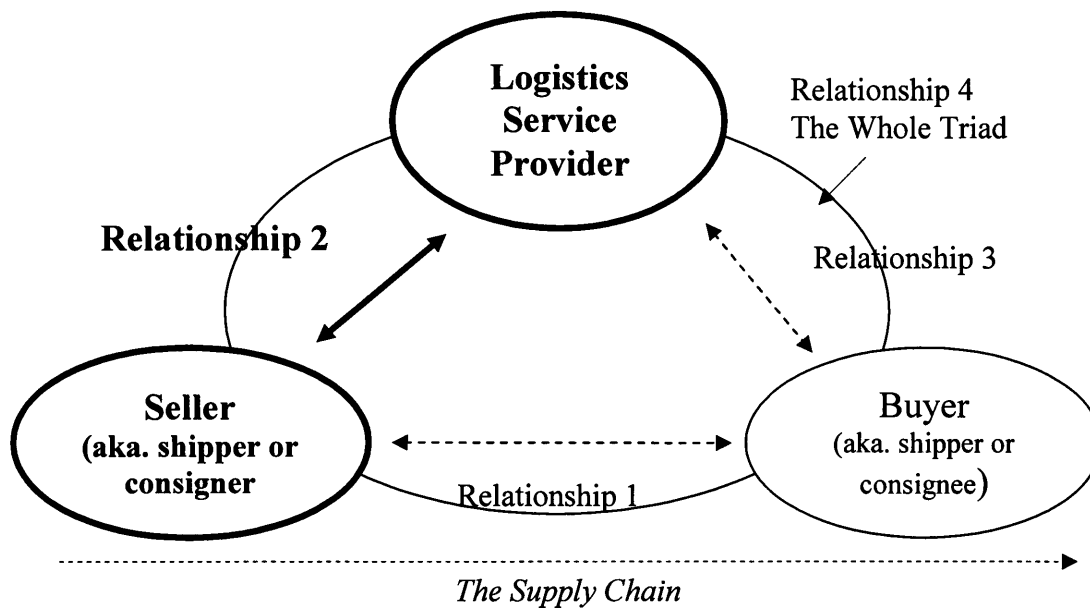 Logistics
Service
Provider
Relationship 4
The Whole Triad
Relationship 2
Relationship 3
Seller
(aka. shipper or
consigner
Buyer
(aka. shipper or
consignee)
Relationship 1
The Supply Chain